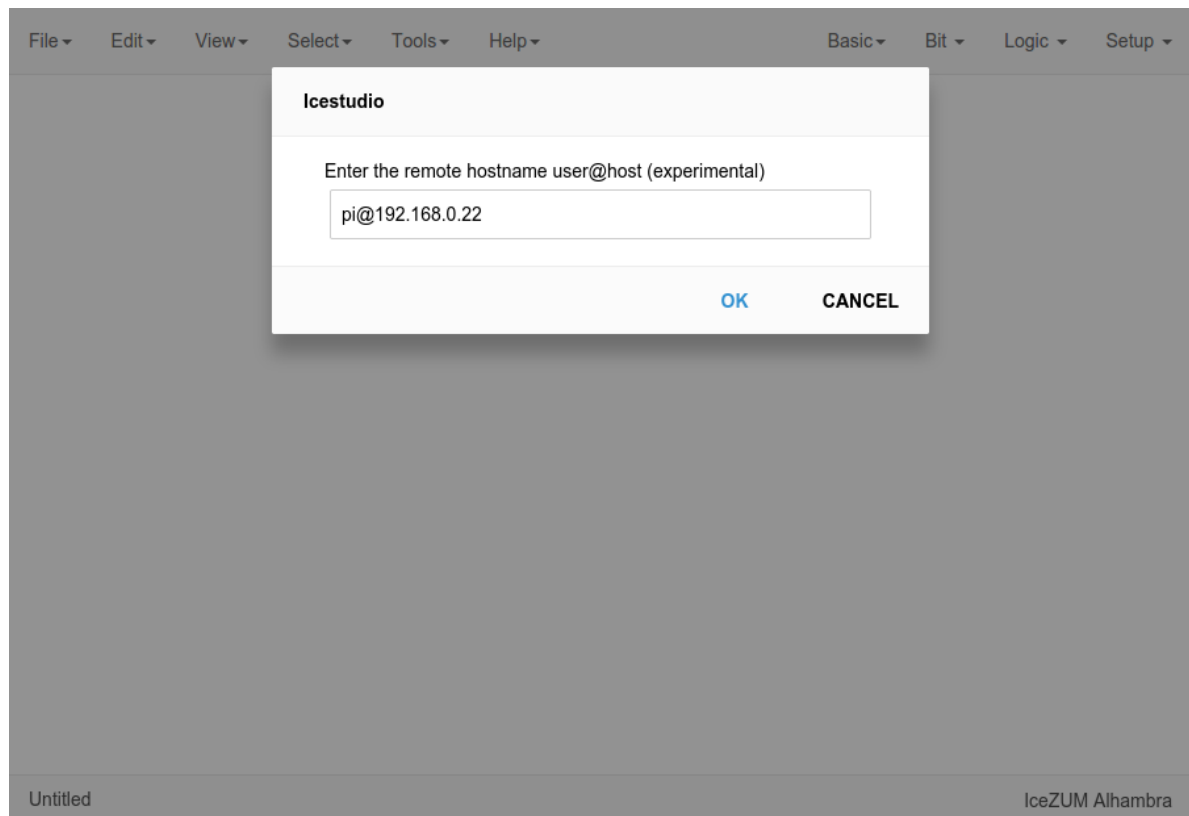 File Edit View Select Tools Help Basic Bit Logic Setup
Icestudio
Enter the remote hostname user@host (experimental)
pi@192.168.0.22
OK CANCEL
Untitled IceZUM Alhambra